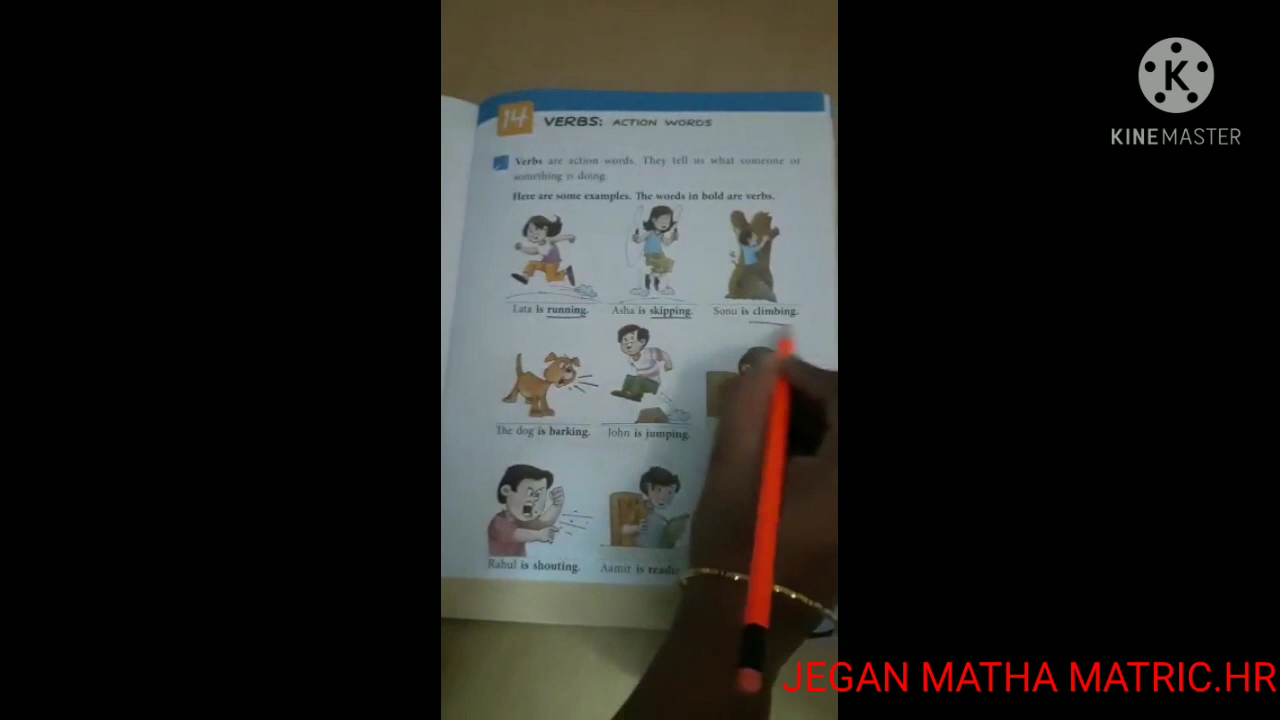 K
KINEMASTER
14 VERBS: ACTION WORDS
Verbs are action words. They tell us what someone or
something is doing.
Here are some examples. The words in bold are verbs.
Lata is running. Asha is skipping. Sonu is climbing.
The dog is barking. John is jumping.
Rahul is shouting. Aamir is readi
JEGAN MATHA MATRIC.HR